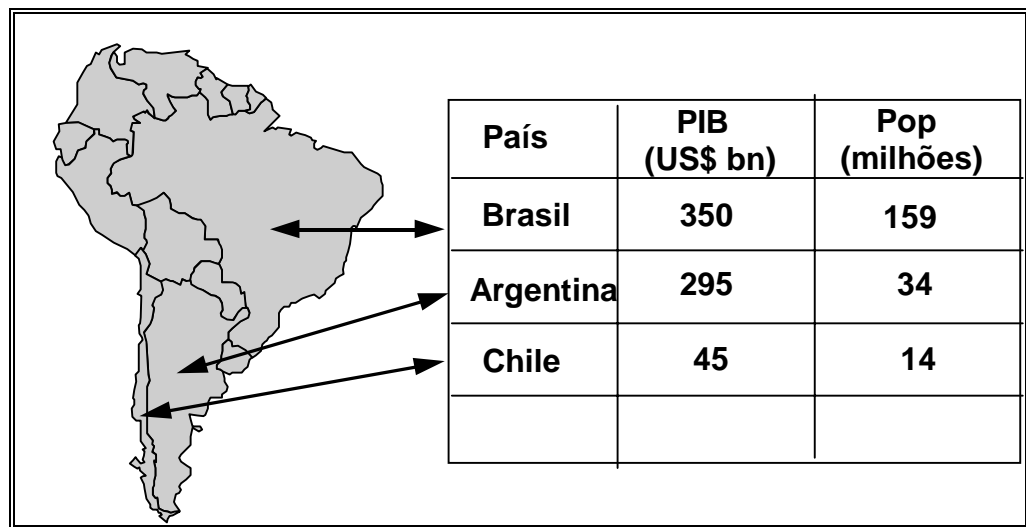 País PIB Pop
(US$ bn) (milhões)
Brasil 350 159
Argentina 295 34
Chile 45 14